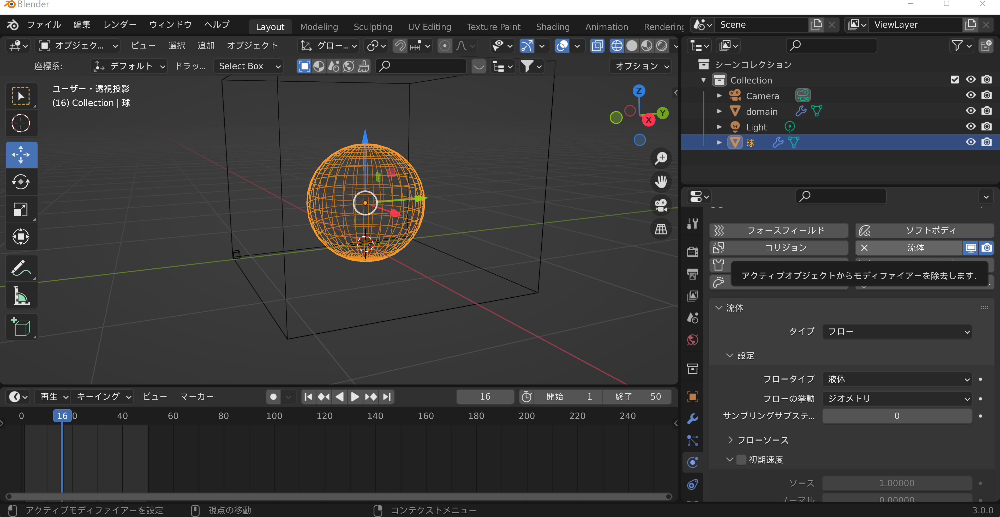 Blender
ファイル 編集 レンダー ウィンドウ ヘルプ Layout Modeling Sculpting UV Editing Texture Paint Shading Animation Rendering Scene ViewLayer
オブジェク... ビュー 選択 追加 オブジェクト グロー...
座標系: デフォルト ドラッ... Select Box オプション
ユーザー・透視投影
(16) Collection | 球
Z
Y
X
シーンコレクション
Collection
Camera
domain
Light
球
フォースフィールド ソフトボディ
コリジョン 流体
アクティブオブジェクトからモディファイアーを除去します.
流体
タイプ フロー
設定
フロータイプ 液体
フローの挙動 ジオメトリ
サンプリングサブステ... 0
フローソース
初期速度
ソース 1.00000
ノーマル 0.00000
再生 キーイング ビュー マーカー 16 開始 1 終了 50
0 16 0 40 60 80 100 120 140 160 180 200 220 240
アクティブモディファイアーを設定 視点の移動 コンテクストメニュー 3.0.0